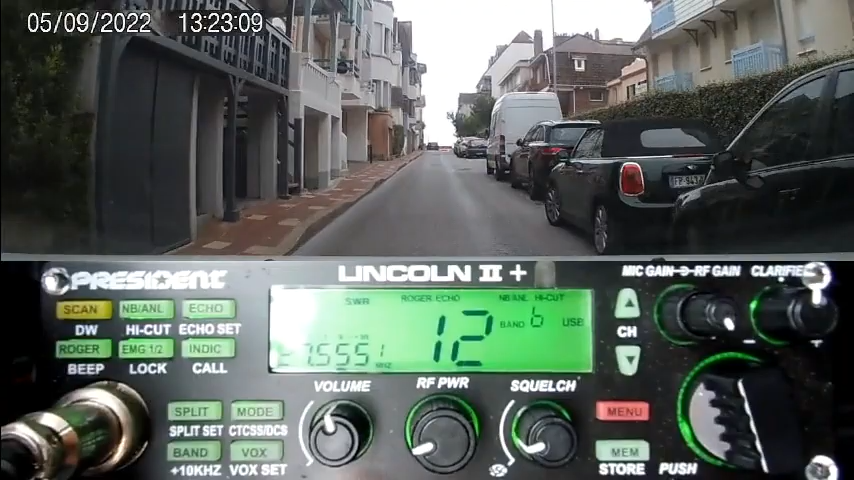 05/09/2022 13:23:09
PRESIDENT LINCOLN II + MIC GAIN RF GAIN CLARIFIER
SCAN NB/ANL ECHO
DW HI-CUT ECHO SET
ROGER EMG 1/2 INDIC
BEEP LOCK CALL
SWR ROGER ECHO NB/ANL HI-CUT
12 BAND b USB
27.555
CH
VOLUME RF PWR SQUELCH
SPLIT MODE
SPLIT SET CTCSS/DCS
BAND VOX
+10KHZ VOX SET
MENU
MEM
STORE PUSH